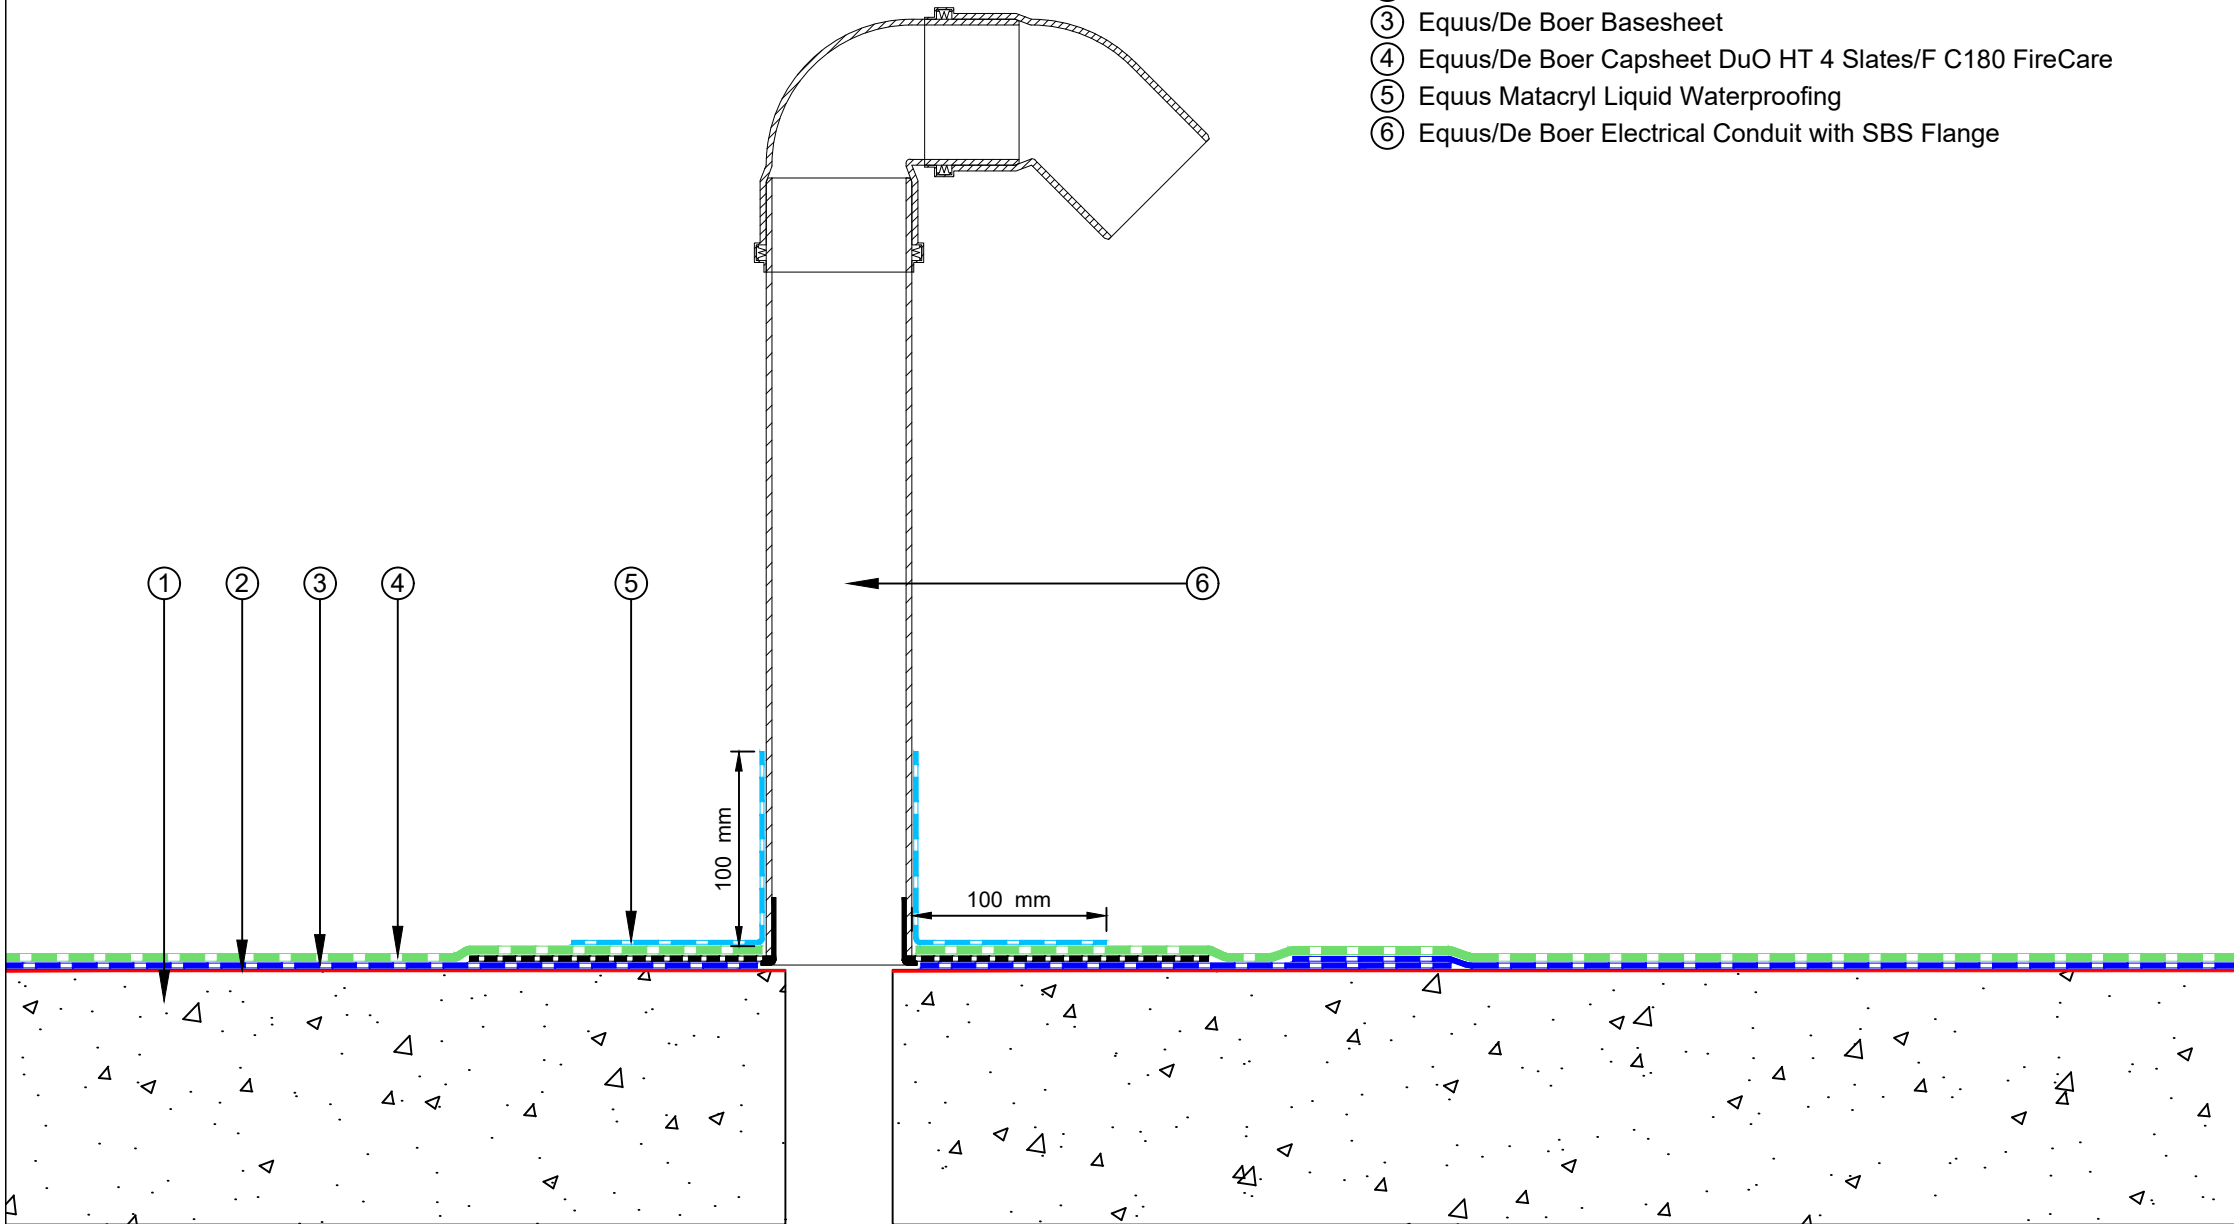 ③ Equus/De Boer Basesheet
④ Equus/De Boer Capsheet DuO HT 4 Slates/F C180 FireCare
⑤ Equus Matacryl Liquid Waterproofing
⑥ Equus/De Boer Electrical Conduit with SBS Flange
① ② ③ ④ ⑤ ⑥
100 mm
100 mm